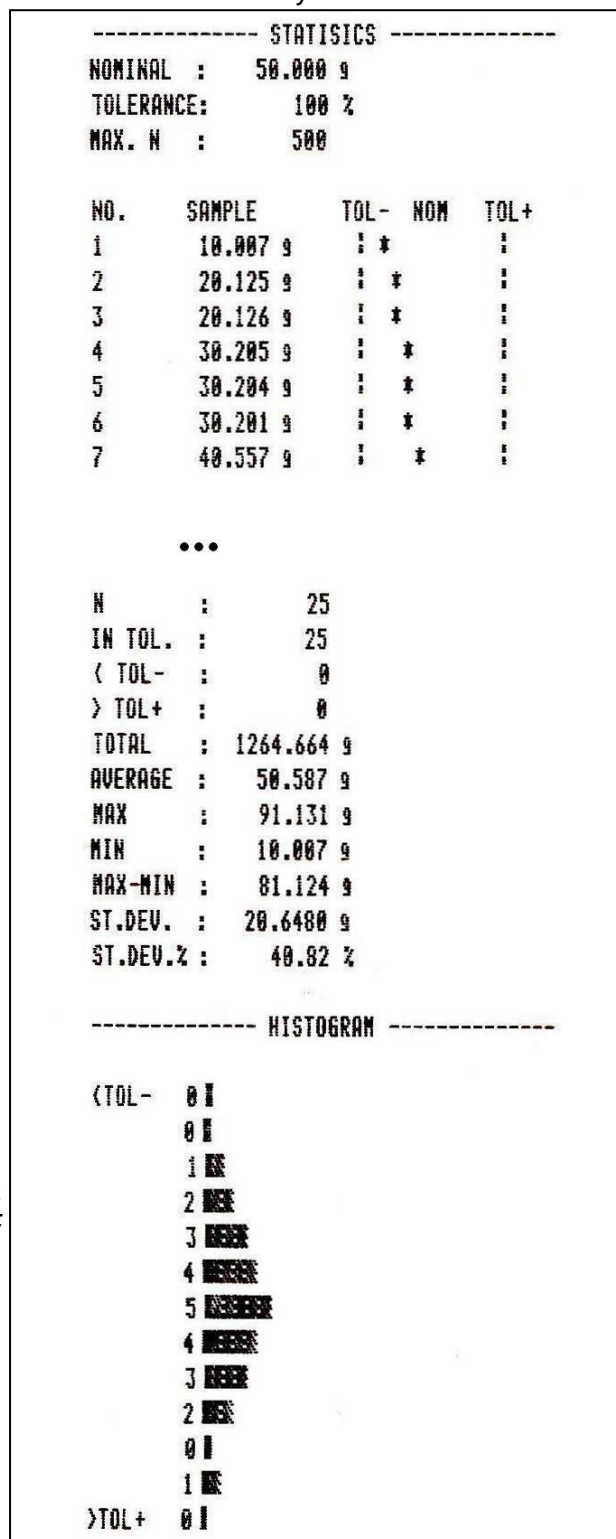 -------------- STATISICS --------------
NOMINAL : 50.000 g
TOLERANCE: 100 %
MAX. N : 500
NO. SAMPLE TOL- NOM TOL+
1 10.007 g ¦ * ¦
2 20.125 g ¦ * ¦
3 20.126 g ¦ * ¦
4 30.205 g ¦ * ¦
5 30.204 g ¦ * ¦
6 30.201 g ¦ * ¦
7 40.557 g ¦ * ¦
•••
N : 25
IN TOL. : 25
< TOL- : 0
> TOL+ : 0
TOTAL : 1264.664 g
AVERAGE : 50.587 g
MAX : 91.131 g
MIN : 10.007 g
MAX-MIN : 81.124 g
ST.DEV. : 20.6480 g
ST.DEV.% : 40.82 %
-------------- HISTOGRAM --------------
<TOL- 0
0
1
2
3
4
5
4
3
2
0
1
>TOL+ 0